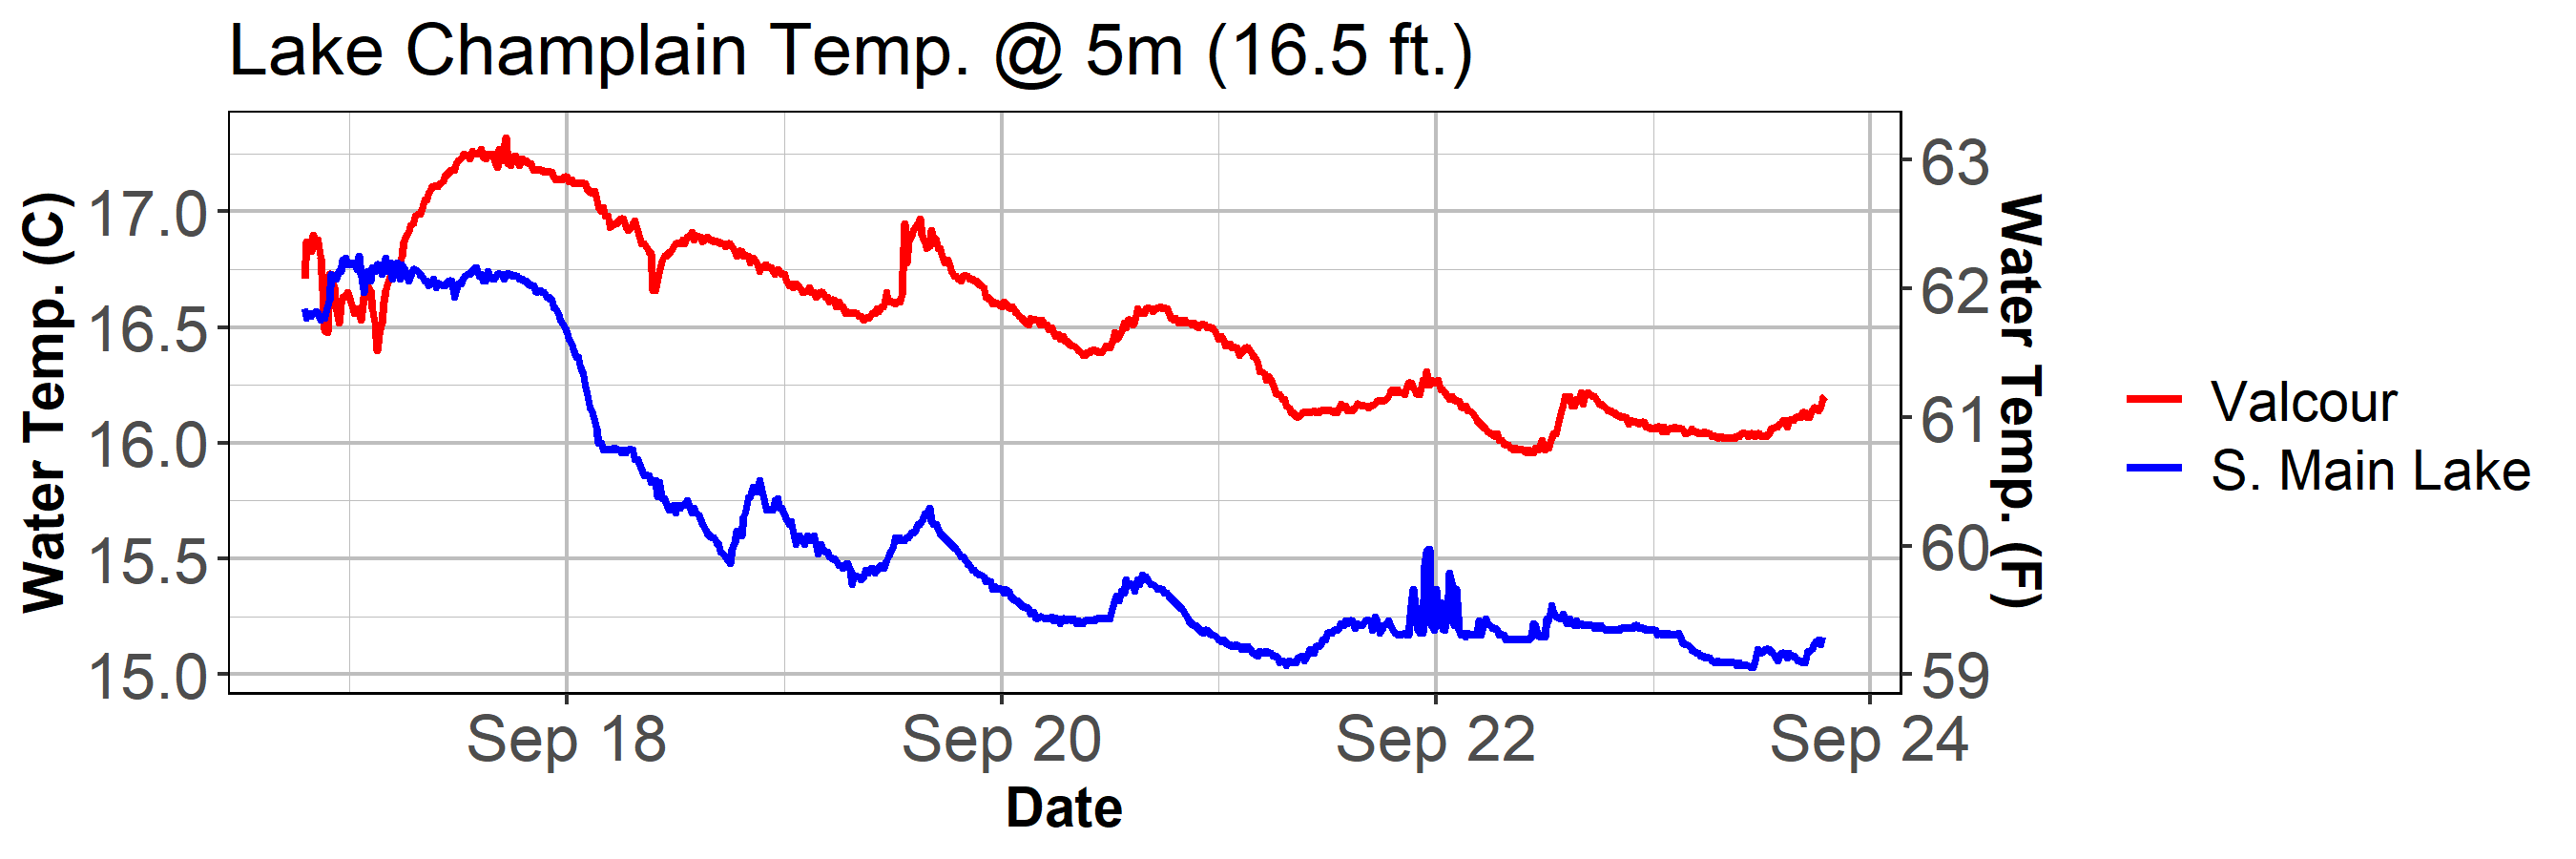 Lake Champlain Temp. @ 5m (16.5 ft.)
Water Temp. (C)
17.0
16.5
16.0
15.5
15.0
63
62
61
60
59
Water Temp. (F)
Sep 18
Sep 20
Sep 22
Sep 24
Date
Valcour
S. Main Lake